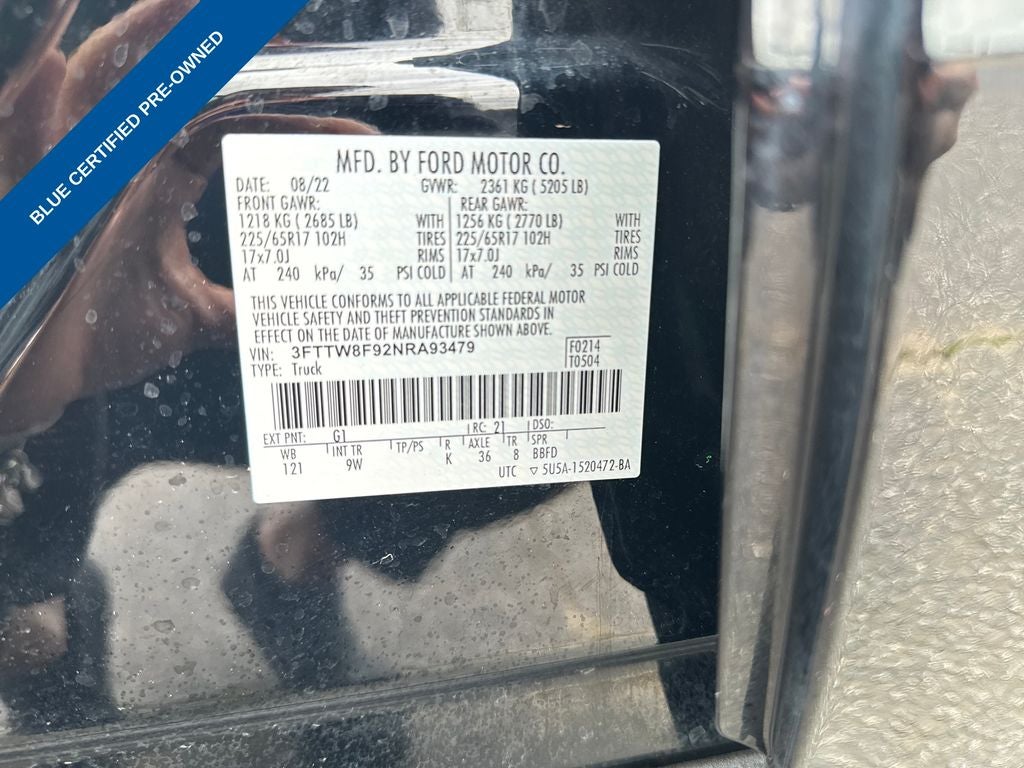 BLUE CERTIFIED PRE-OWNED
MFD. BY FORD MOTOR CO.
DATE: 08/22 GVWR: 2361 KG ( 5205 LB)
FRONT GAWR: REAR GAWR:
1218 KG ( 2685 LB) WITH 1256 KG ( 2770 LB) WITH
225/65R17 102H TIRES 225/65R17 102H TIRES
17x7.0J RIMS 17x7.0J RIMS
AT 240 kPa/ 35 PSI COLD AT 240 kPa/ 35 PSI COLD
THIS VEHICLE CONFORMS TO ALL APPLICABLE FEDERAL MOTOR
VEHICLE SAFETY AND THEFT PREVENTION STANDARDS IN
EFFECT ON THE DATE OF MANUFACTURE SHOWN ABOVE.
VIN: 3FTTW8F92NRA93479 F0214
TYPE: Truck T0504
EXT PNT: G1 RC: 21 DSO:
WB INT TR TP/PS R AXLE TR SPR
121 9W K 36 8 BBFD
UTC ▽ 5U5A-1520472-BA